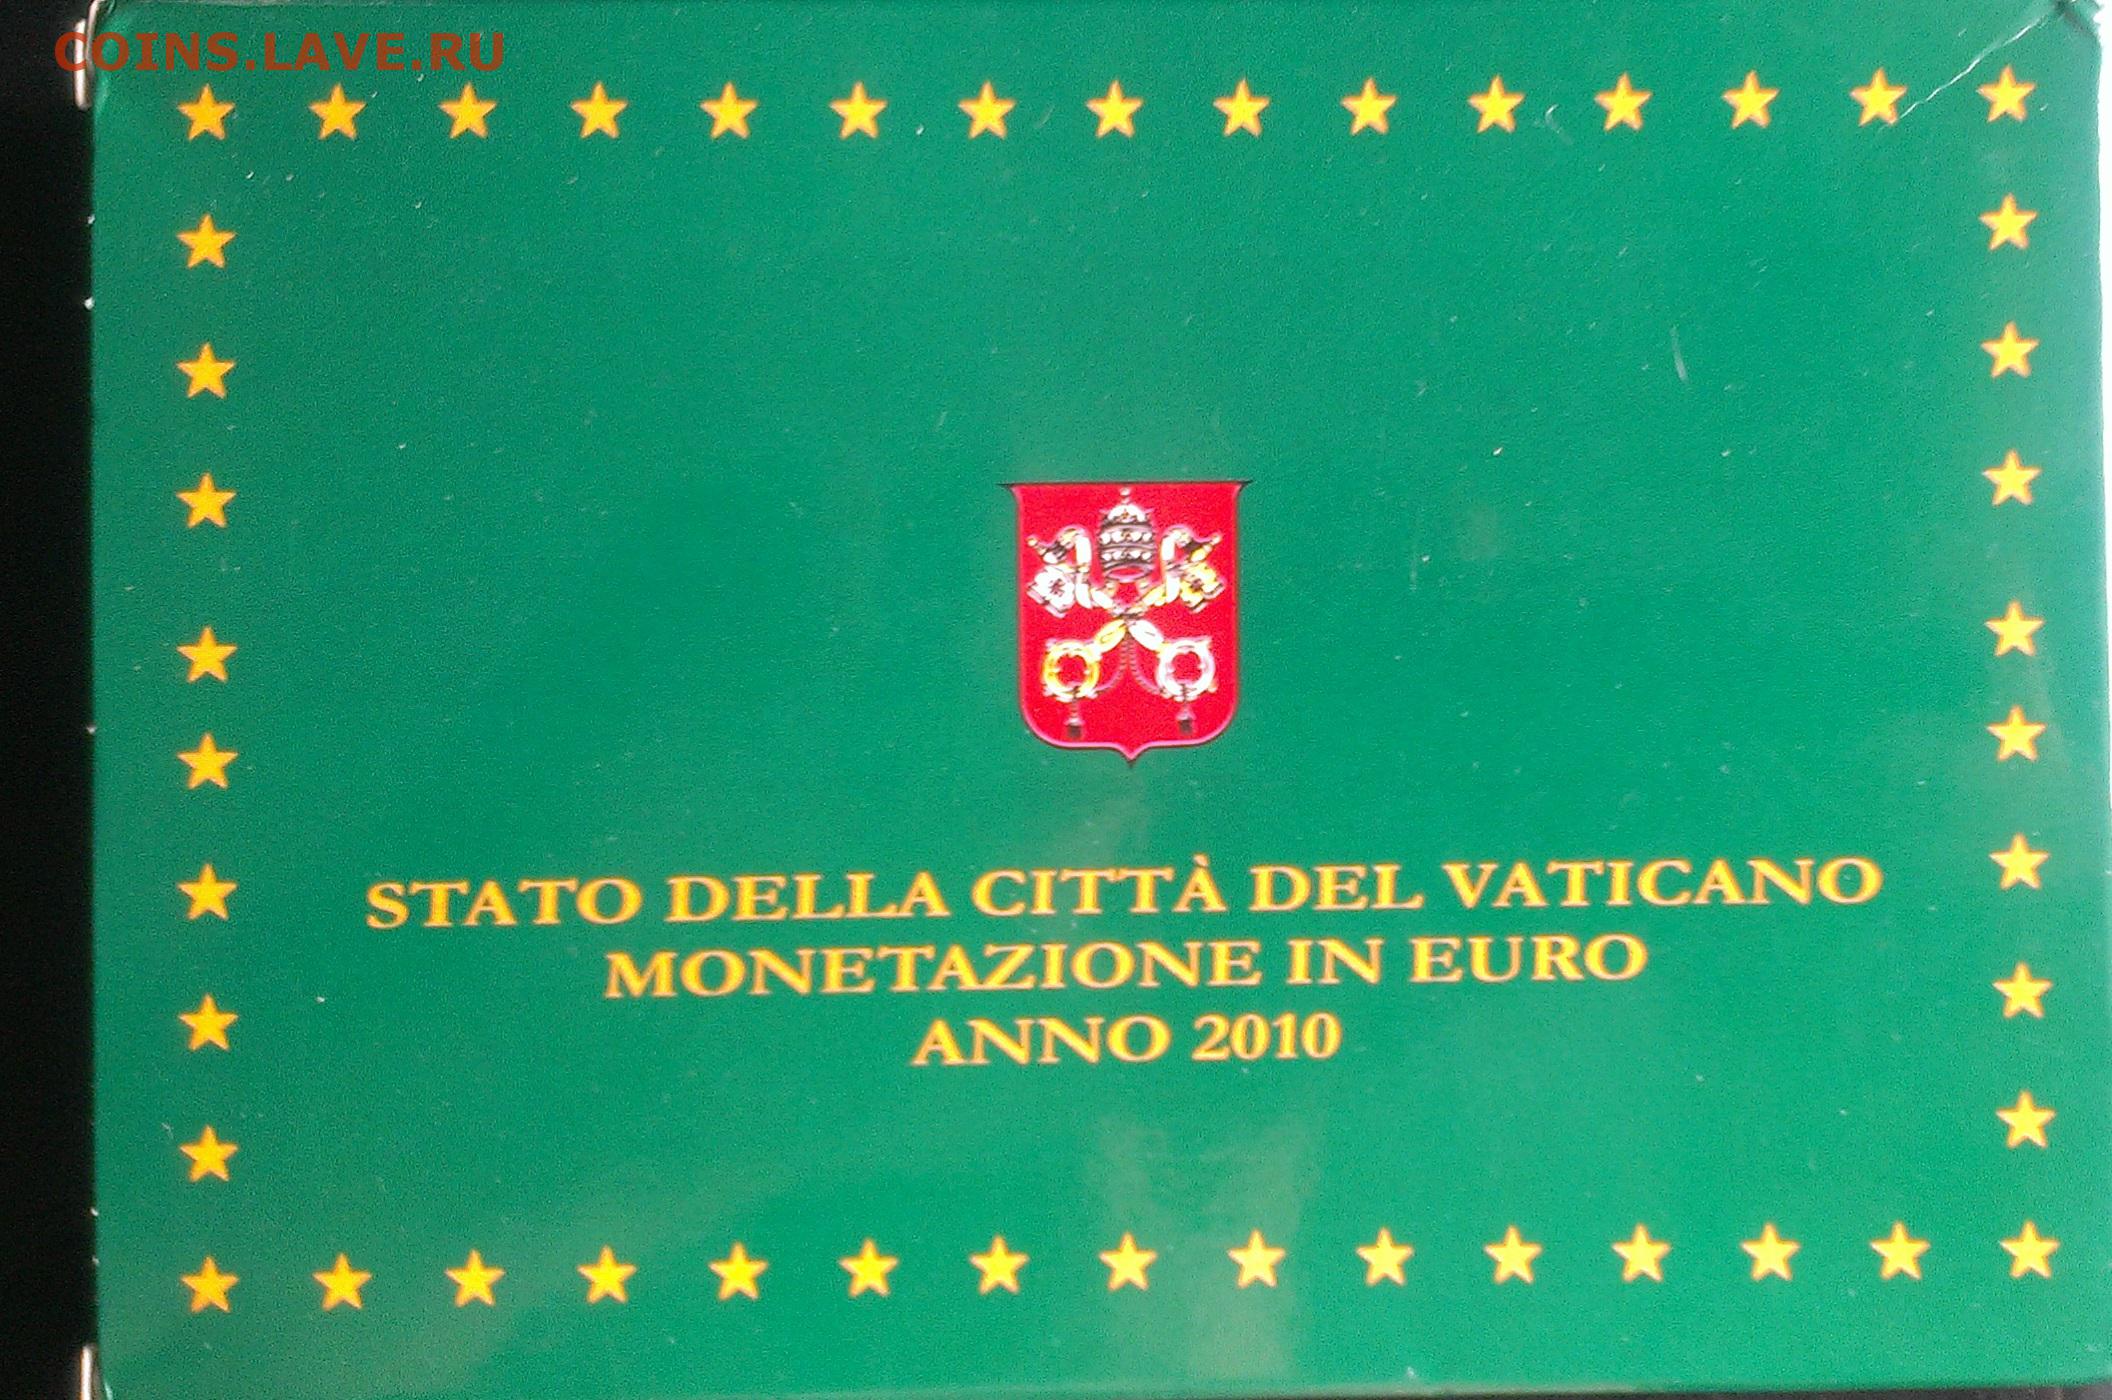 COINS.LAVE.RU
STATO DELLA CITTÀ DEL VATICANO
MONETAZIONE IN EURO
ANNO 2010